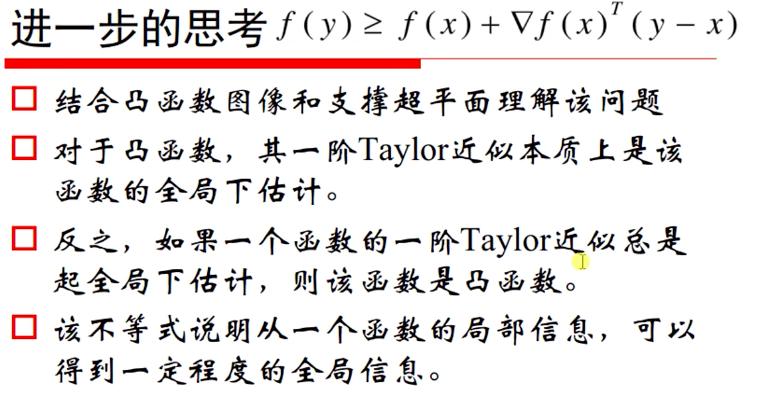 进一步的思考 f(y) ≥ f(x) + ∇f(x)^T (y − x)
结合凸函数图像和支撑超平面理解该问题
对于凸函数，其一阶Taylor近似本质上是该
函数的全局下估计。
反之，如果一个函数的一阶Taylor近似总是
起全局下估计，则该函数是凸函数。
该不等式说明从一个函数的局部信息，可以
得到一定程度的全局信息。